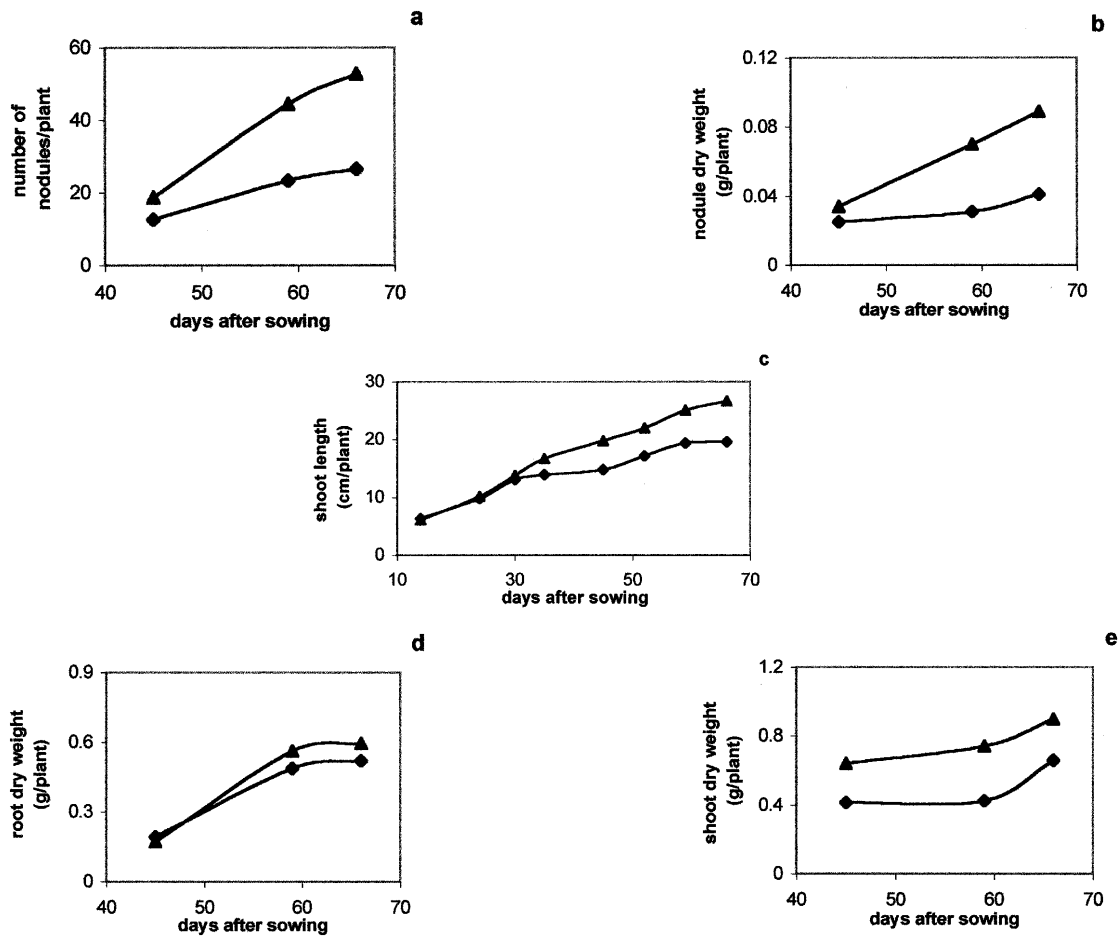 a
60
40
20
0
40 50 60 70
number of
nodules/plant
days after sowing
b
0.12
0.08
0.04
0
40 50 60 70
nodule dry weight
(g/plant)
days after sowing
c
30
20
10
0
10 30 50 70
shoot length
(cm/plant)
days after sowing
d
0.9
0.6
0.3
0
40 50 60 70
root dry weight
(g/plant)
days after sowing
e
1.2
0.8
0.4
0
40 50 60 70
shoot dry weight
(g/plant)
days after sowing